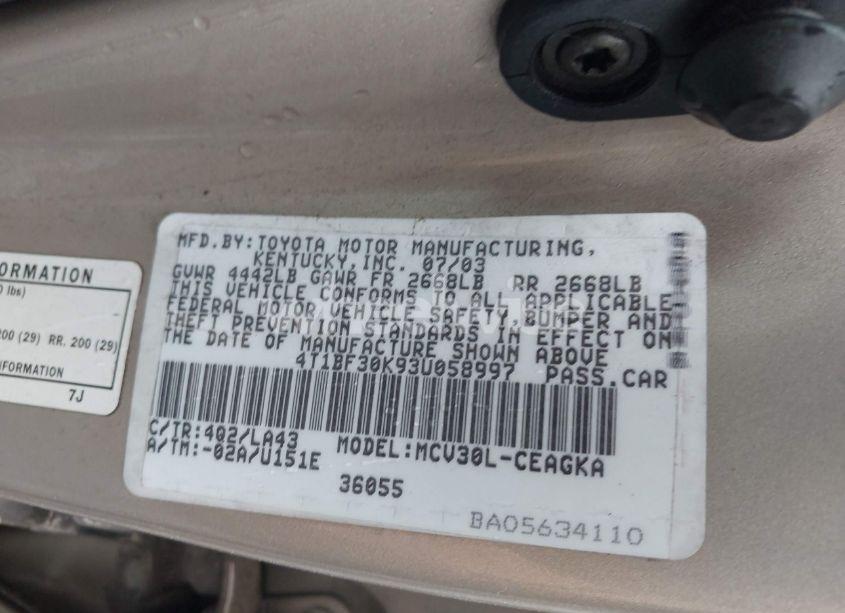 ORMATION
lbs)
200 (29) RR. 200 (29)
INFORMATION
7J
MFD.BY:TOYOTA MOTOR MANUFACTURING,
KENTUCKY,INC. 07/03
GVWR 4442LB GAWR FR 2668LB RR 2668LB
THIS VEHICLE CONFORMS TO ALL APPLICABLE
FEDERAL MOTOR VEHICLE SAFETY,BUMPER AND
THEFT PREVENTION STANDARDS IN EFFECT ON
THE DATE OF MANUFACTURE SHOWN ABOVE
4T1BF30K93U058997 PASS.CAR
C/TR:402/LA43
A/TM:-02A/U151E MODEL:MCV30L-CEAGKA
36055
BA05634110